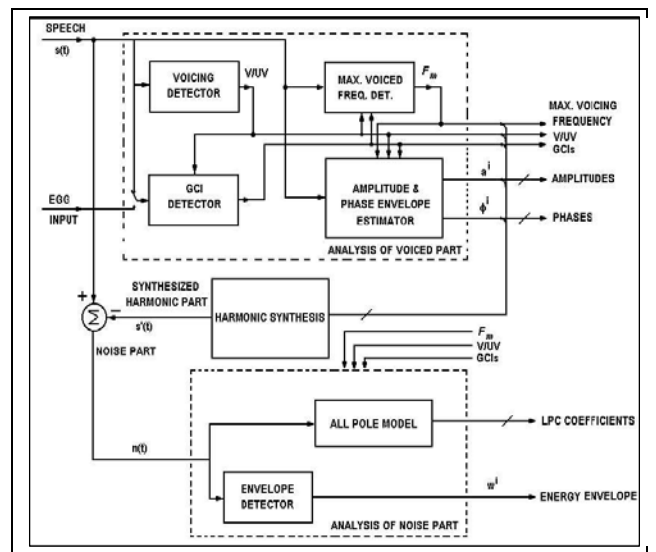 SPEECH
s(t)
VOICING
DETECTOR
V/UV
MAX. VOICED
FREQ. DET.
Fm
MAX. VOICING
FREQUENCY
V/UV
GCIs
EGG
INPUT
GCI
DETECTOR
AMPLITUDE &
PHASE ENVELOPE
ESTIMATOR
a^i
AMPLITUDES
ϕ^i
PHASES
ANALYSIS OF VOICED PART
SYNTHESIZED
HARMONIC PART
+
Σ
−
s'(t)
HARMONIC SYNTHESIS
NOISE PART
Fm
V/UV
GCIs
n(t)
ALL POLE MODEL
LPC COEFFICIENTS
ENVELOPE
DETECTOR
w^i
ENERGY ENVELOPE
ANALYSIS OF NOISE PART